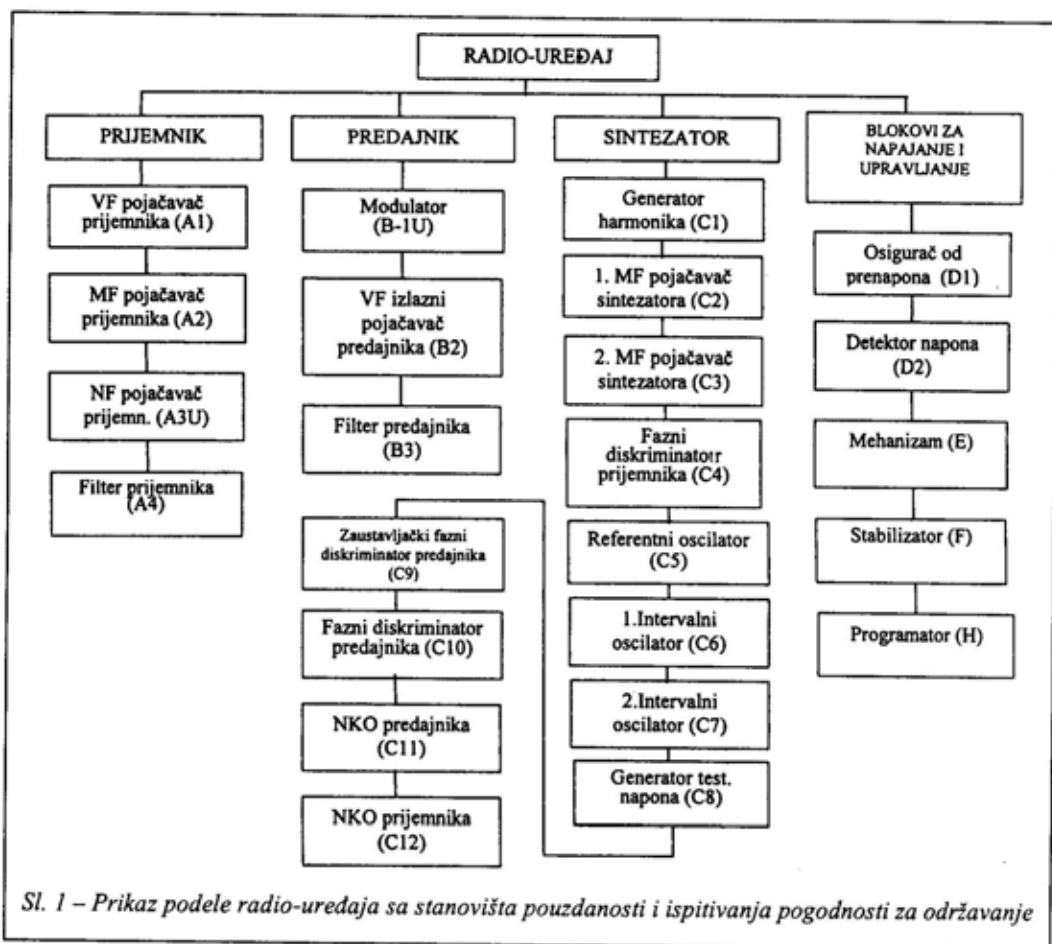 RADIO-UREĐAJ
PRIJEMNIK
VF pojačavač
prijemnika (A1)
MF pojačavač
prijemnika (A2)
NF pojačavač
prijemn. (A3U)
Filter prijemnika
(A4)
PREDAJNIK
Modulator
(B-1U)
VF izlazni
pojačavač
predajnika (B2)
Filter predajnika
(B3)
SINTEZATOR
Generator
harmonika (C1)
1. MF pojačavač
sintezatora (C2)
2. MF pojačavač
sintezatora (C3)
Fazni
diskriminator
prijemnika (C4)
Referentni oscilator
(C5)
1.Intervalni
oscilator (C6)
2.Intervalni
oscilator (C7)
Generator test.
napona (C8)
Zaustavljački fazni
diskriminator predajnika
(C9)
Fazni diskriminator
predajnika (C10)
NKO predajnika
(C11)
NKO prijemnika
(C12)
BLOKOVI ZA
NAPAJANJE I
UPRAVLJANJE
Osigurač od
prenapona (D1)
Detektor napona
(D2)
Mehanizam (E)
Stabilizator (F)
Programator (H)
Sl. 1 – Prikaz podele radio-uređaja sa stanovišta pouzdanosti i ispitivanja pogodnosti za održavanje